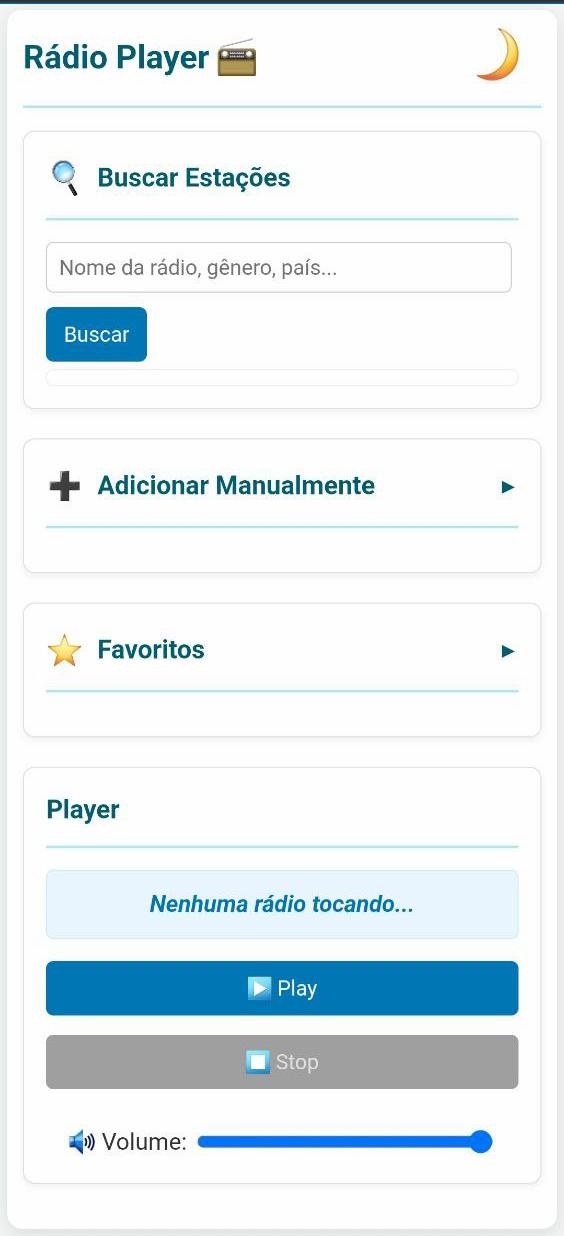 Rádio Player 📻
Buscar Estações
Nome da rádio, gênero, país...
Buscar
Adicionar Manualmente
Favoritos
Player
Nenhuma rádio tocando...
Play
Stop
Volume: